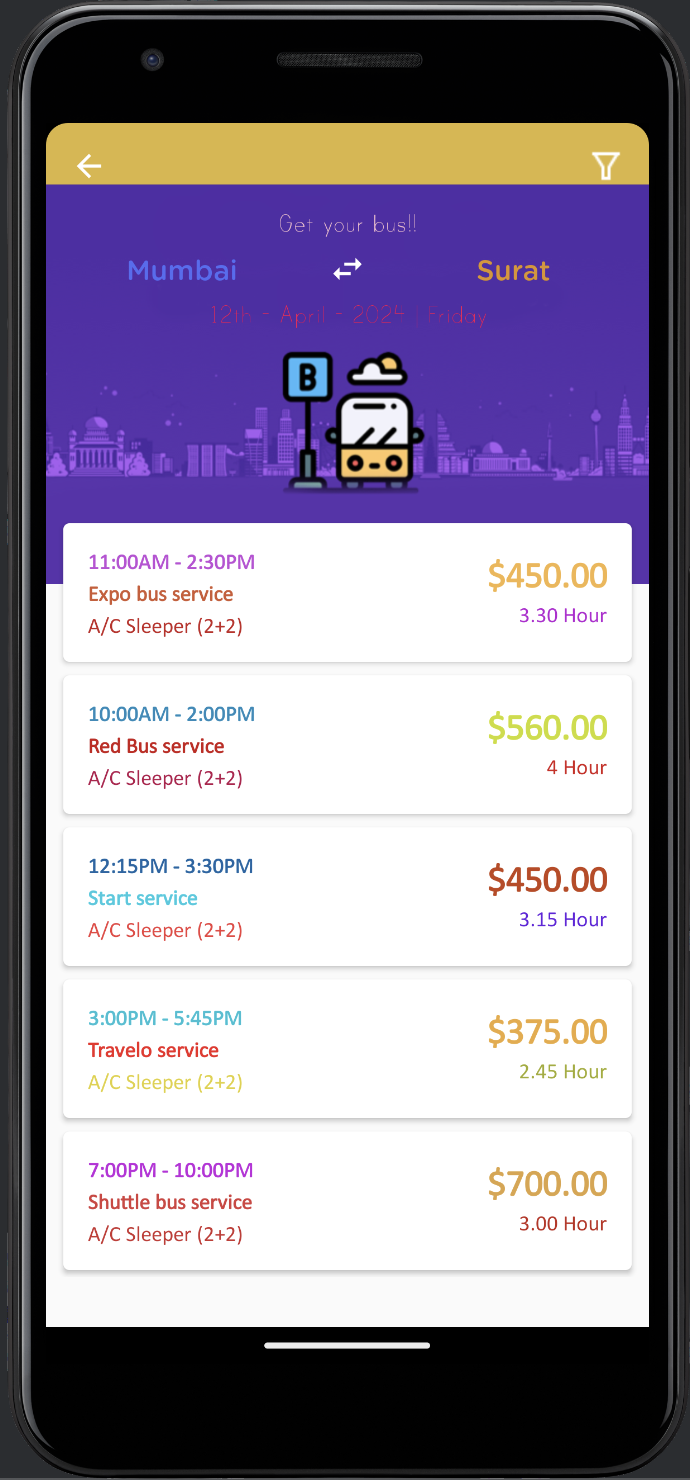 Get your bus!!
Mumbai Surat
12th - April - 2024 | Friday
B
11:00AM - 2:30PM
Expo bus service
A/C Sleeper (2+2)
$450.00
3.30 Hour
10:00AM - 2:00PM
Red Bus service
A/C Sleeper (2+2)
$560.00
4 Hour
12:15PM - 3:30PM
Start service
A/C Sleeper (2+2)
$450.00
3.15 Hour
3:00PM - 5:45PM
Travelo service
A/C Sleeper (2+2)
$375.00
2.45 Hour
7:00PM - 10:00PM
Shuttle bus service
A/C Sleeper (2+2)
$700.00
3.00 Hour